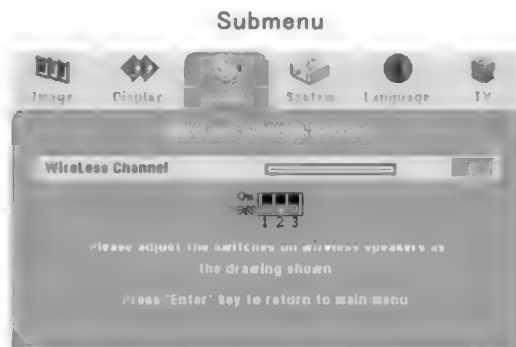 Submenu
Image Display System Language TV
Wireless Channel
On
1 2 3
Please adjust the switches on wireless speakers as
the drawing shown
Press "Enter" key to return to main menu